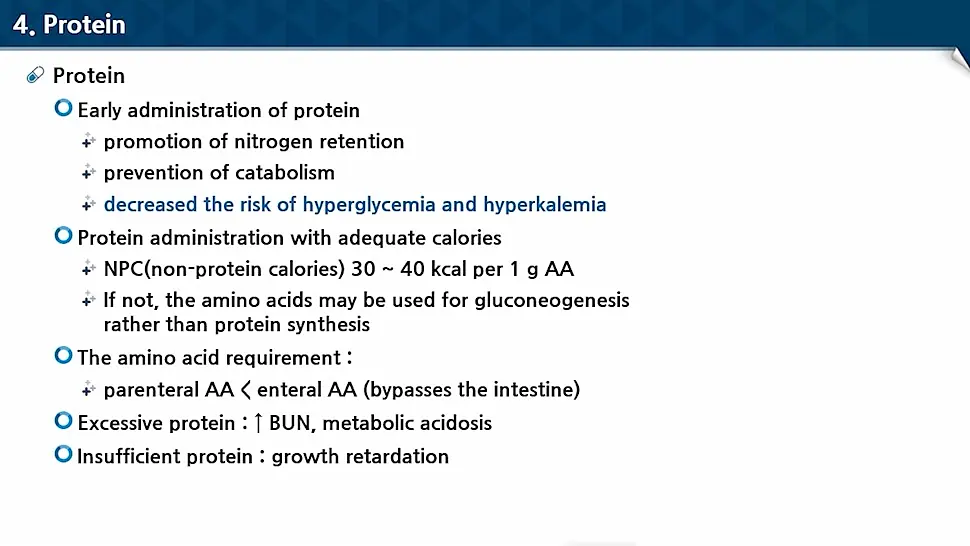 4. Protein
Protein
Early administration of protein
promotion of nitrogen retention
prevention of catabolism
decreased the risk of hyperglycemia and hyperkalemia
Protein administration with adequate calories
NPC(non-protein calories) 30 ~ 40 kcal per 1 g AA
If not, the amino acids may be used for gluconeogenesis
rather than protein synthesis
The amino acid requirement :
parenteral AA < enteral AA (bypasses the intestine)
Excessive protein : ↑ BUN, metabolic acidosis
Insufficient protein : growth retardation